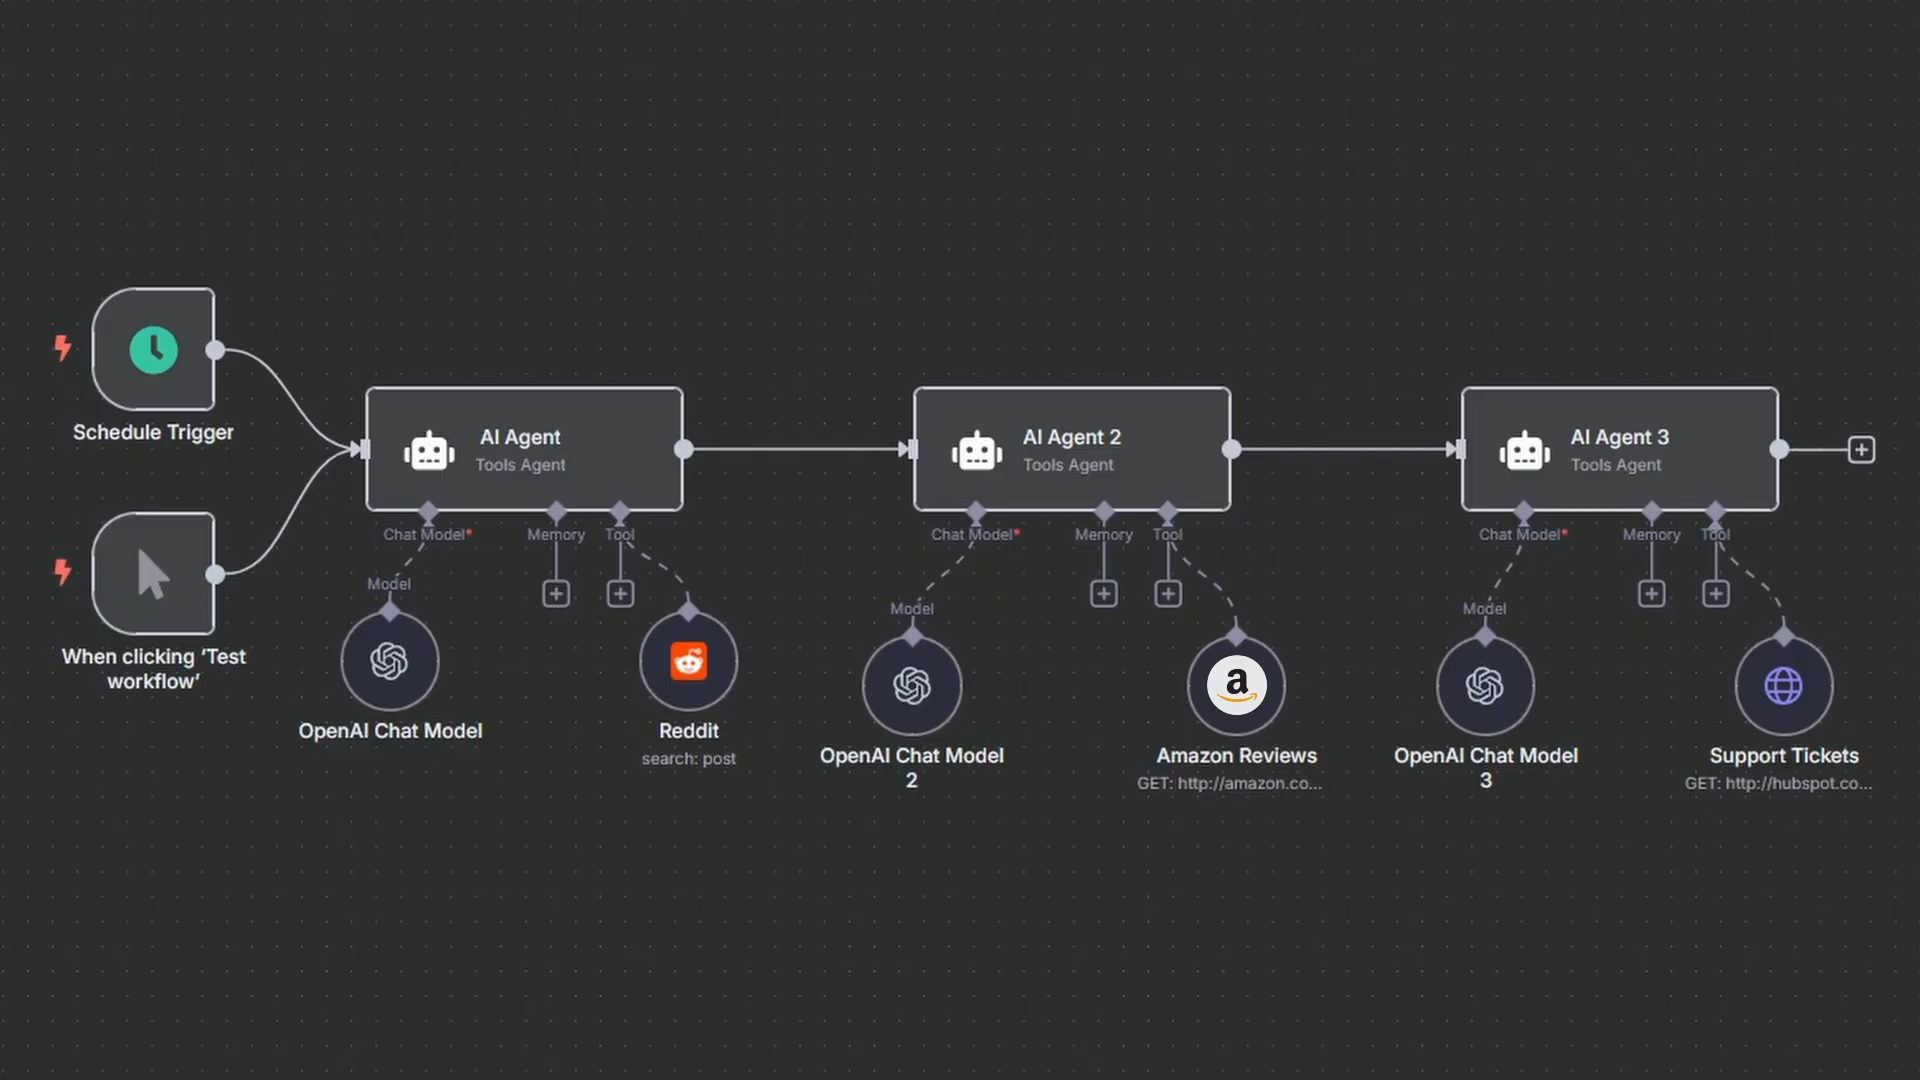 Schedule Trigger
When clicking ‘Test
workflow’
AI Agent
Tools Agent
Chat Model*
Memory
Tool
Model
OpenAI Chat Model
Reddit
search: post
AI Agent 2
Tools Agent
Chat Model*
Memory
Tool
Model
OpenAI Chat Model
2
a
Amazon Reviews
GET: http://amazon.co...
AI Agent 3
Tools Agent
Chat Model*
Memory
Tool
Model
OpenAI Chat Model
3
Support Tickets
GET: http://hubspot.co...